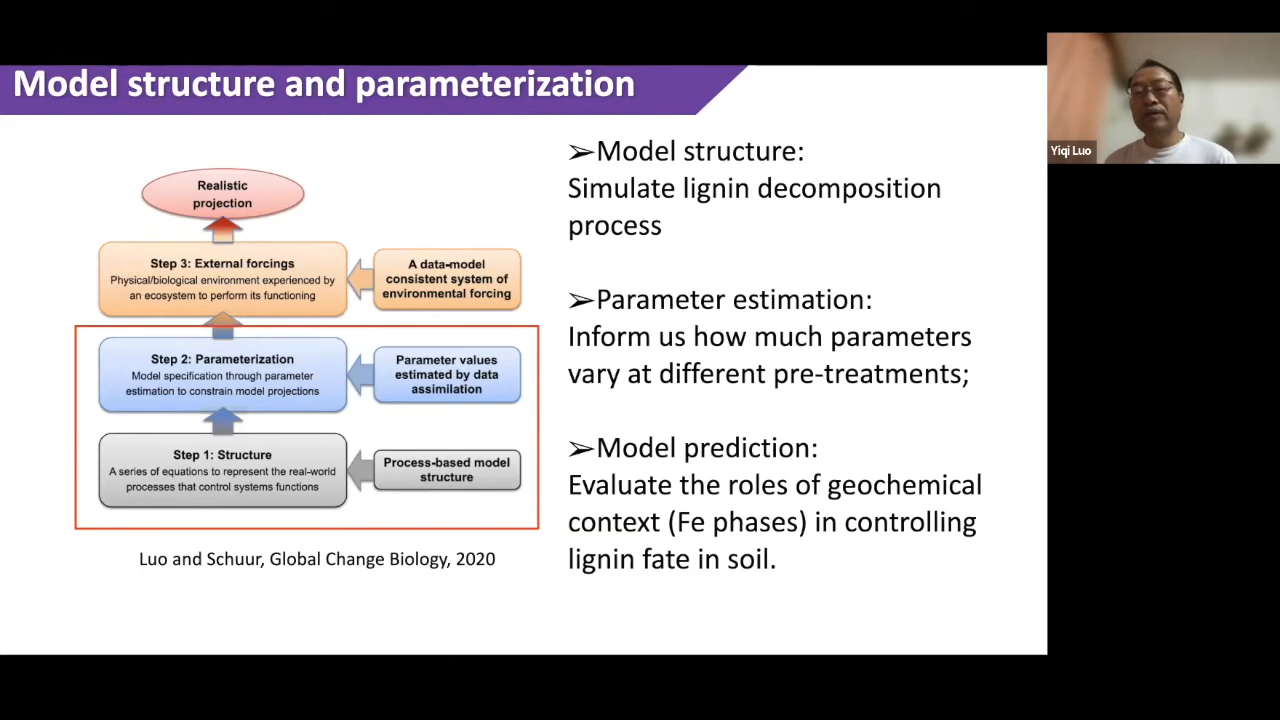 Model structure and parameterization
Realistic
projection
Step 3: External forcings
Physical/biological environment experienced by
an ecosystem to perform its functioning
A data-model
consistent system of
environmental forcing
Step 2: Parameterization
Model specification through parameter
estimation to constrain model projections
Parameter values
estimated by data
assimilation
Step 1: Structure
A series of equations to represent the real-world
processes that control systems functions
Process-based model
structure
Luo and Schuur, Global Change Biology, 2020
➢Model structure:
Simulate lignin decomposition
process
➢Parameter estimation:
Inform us how much parameters
vary at different pre-treatments;
➢Model prediction:
Evaluate the roles of geochemical
context (Fe phases) in controlling
lignin fate in soil.
Yiqi Luo